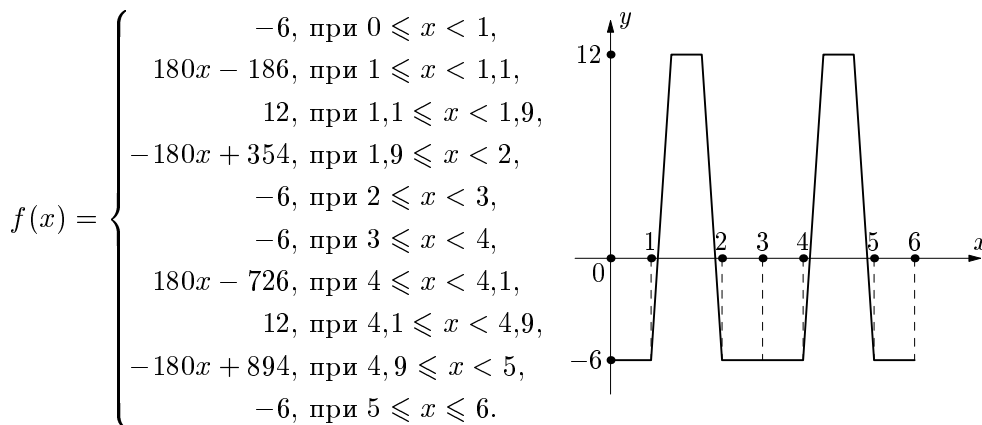 f(x) =
−6, при 0 ⩽ x < 1,
180x − 186, при 1 ⩽ x < 1,1,
12, при 1,1 ⩽ x < 1,9,
−180x + 354, при 1,9 ⩽ x < 2,
−6, при 2 ⩽ x < 3,
−6, при 3 ⩽ x < 4,
180x − 726, при 4 ⩽ x < 4,1,
12, при 4,1 ⩽ x < 4,9,
−180x + 894, при 4, 9 ⩽ x < 5,
−6, при 5 ⩽ x ⩽ 6.
y
12
1 2 3 4 5 6 x
0
−6